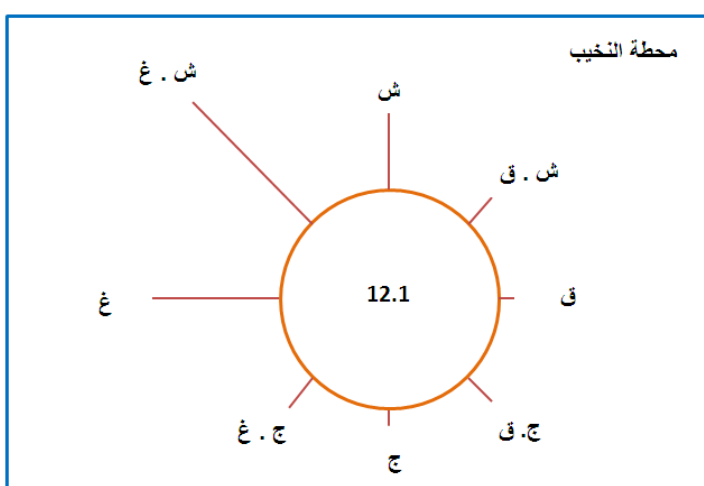 محطة النخيب
ش . غ
ش
ش . ق
غ
12.1
ق
ج . غ
ج
ج. ق